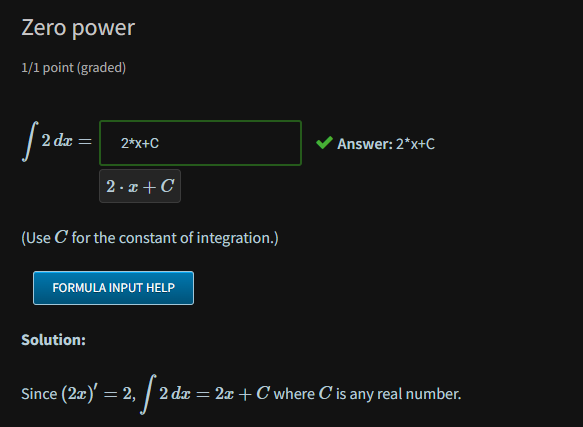 Zero power
1/1 point (graded)
∫ 2 dx = 2*x+C ✔ Answer: 2*x+C
2 · x + C
(Use C for the constant of integration.)
FORMULA INPUT HELP
Solution:
Since (2x)′ = 2, ∫ 2 dx = 2x + C where C is any real number.